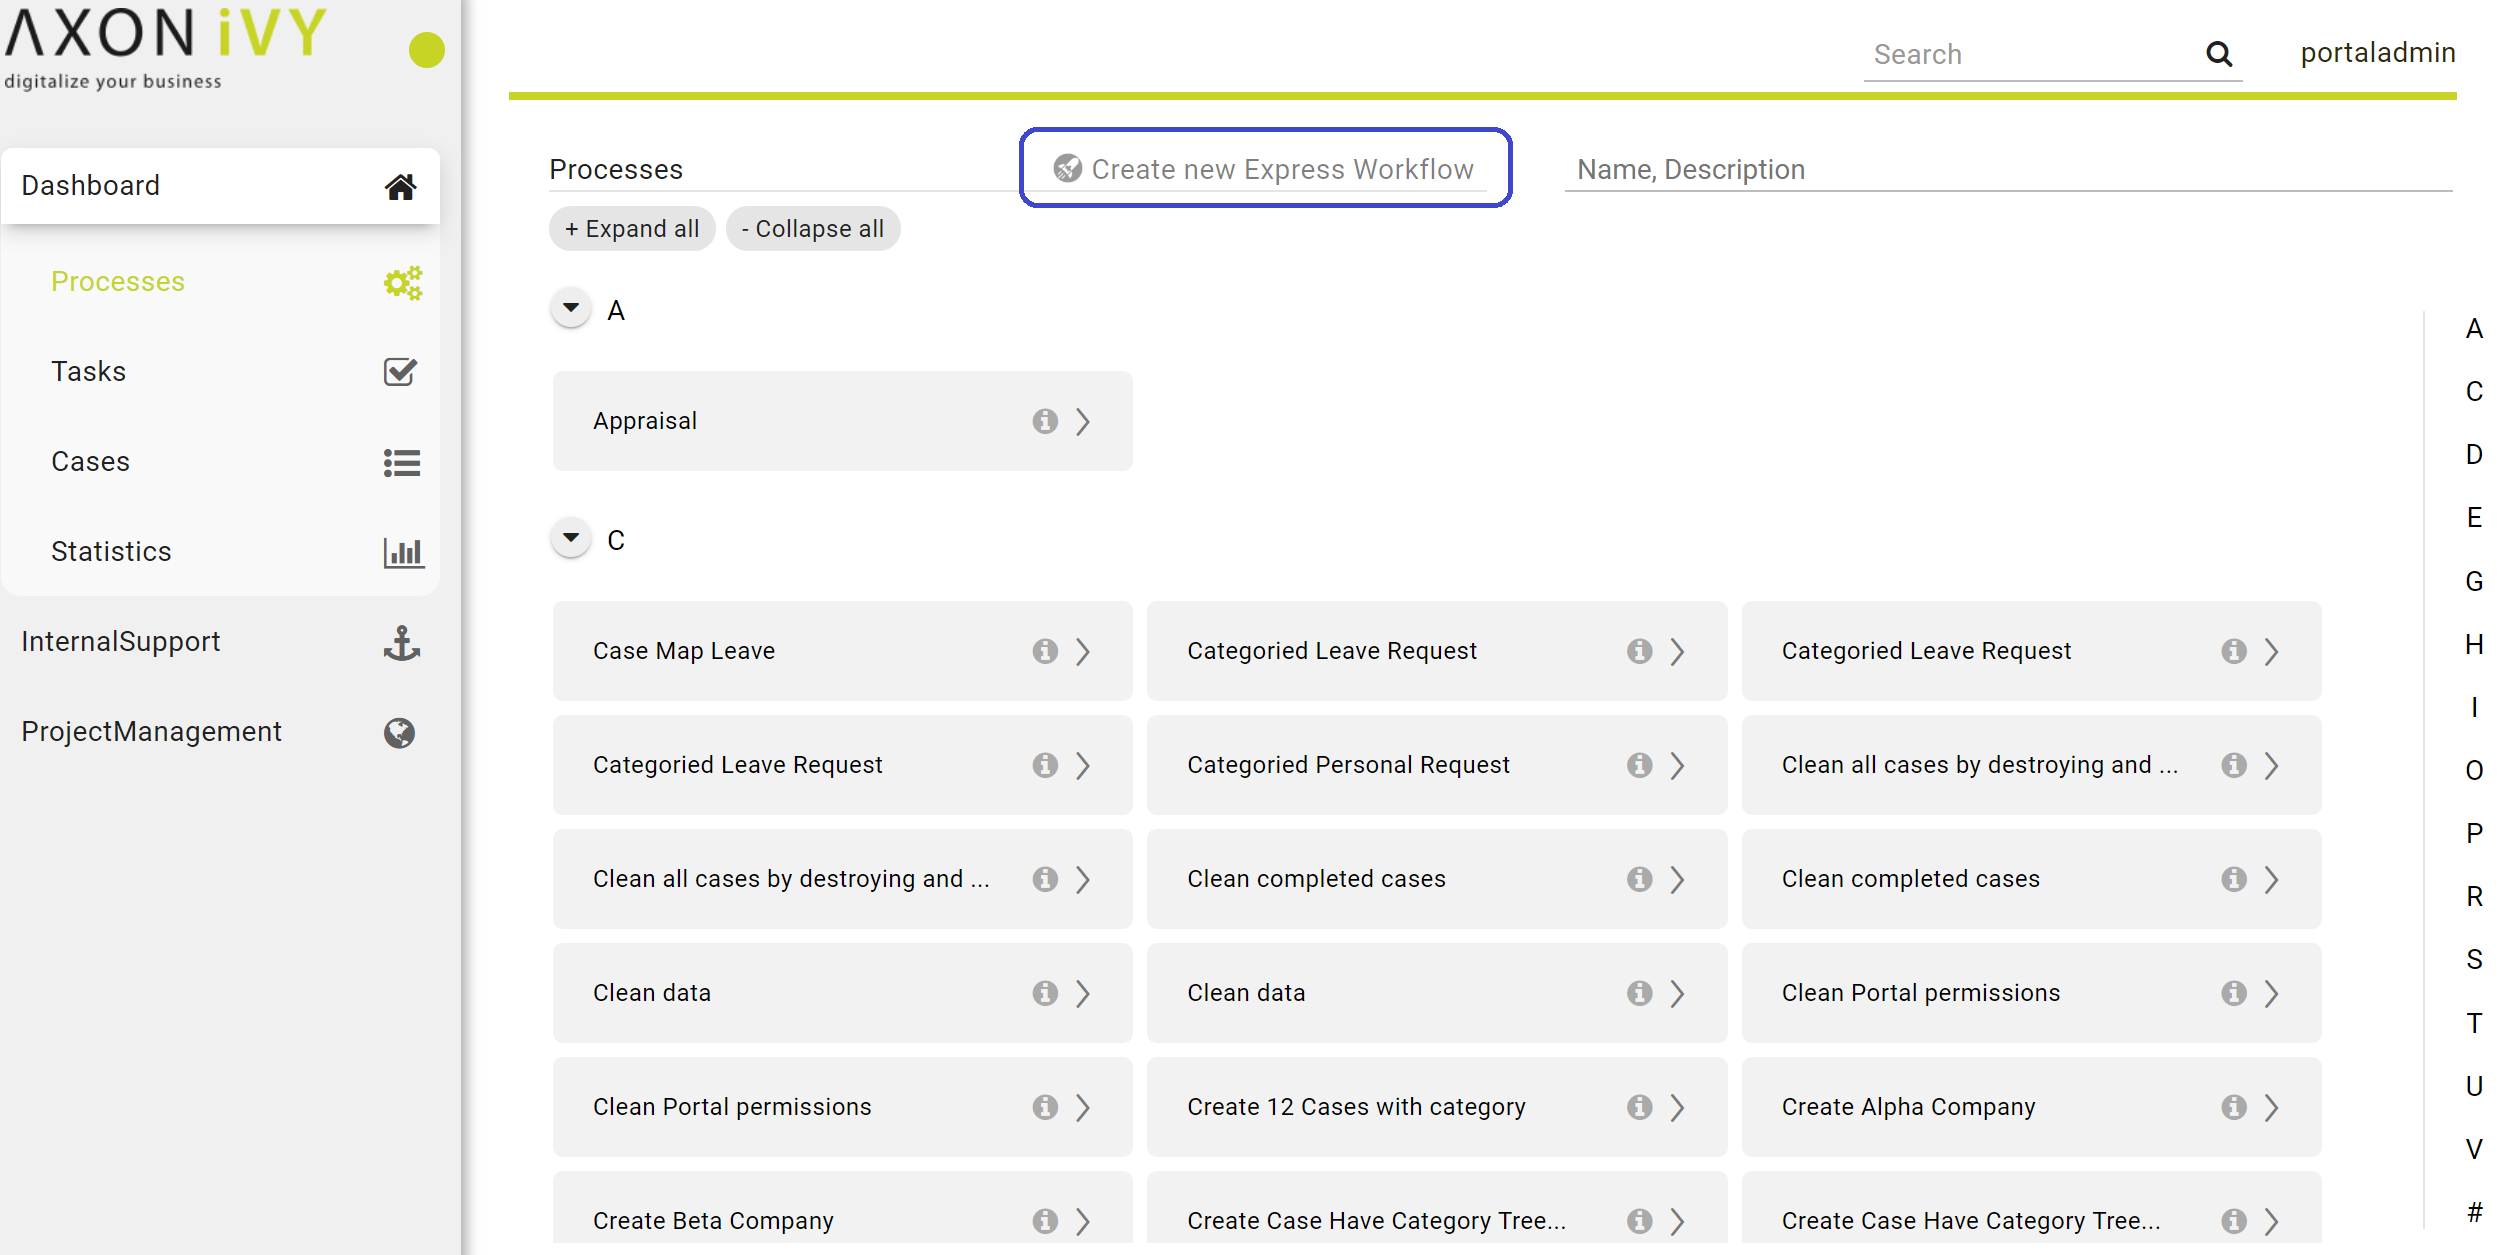 AXON iVY
digitalize your business
Search
portaladmin
Dashboard
Processes
Tasks
Cases
Statistics
InternalSupport
ProjectManagement
Processes
Create new Express Workflow
Name, Description
+ Expand all
- Collapse all
A
Appraisal
C
Case Map Leave
Categoried Leave Request
Categoried Leave Request
Categoried Leave Request
Categoried Personal Request
Clean all cases by destroying and ...
Clean all cases by destroying and ...
Clean completed cases
Clean completed cases
Clean data
Clean data
Clean Portal permissions
Clean Portal permissions
Create 12 Cases with category
Create Alpha Company
Create Beta Company
Create Case Have Category Tree...
Create Case Have Category Tree...
A
C
D
E
G
H
I
O
P
R
S
T
U
V
#